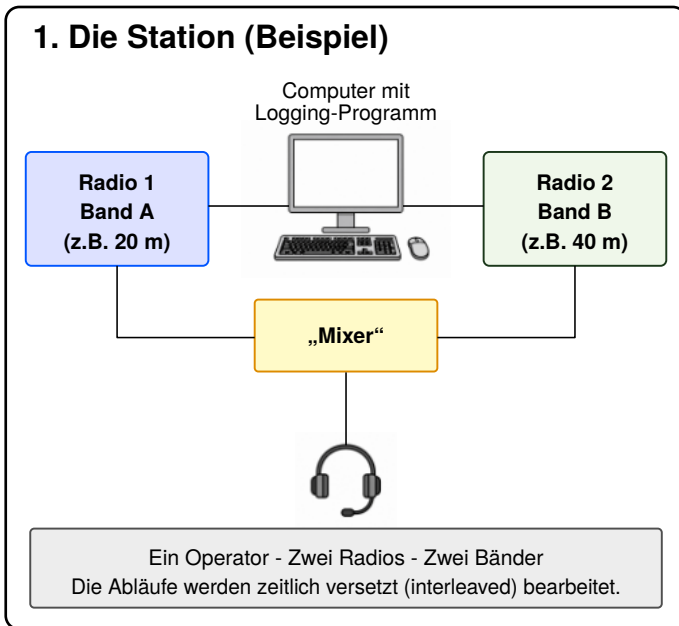 1. Die Station (Beispiel)
Computer mit
Logging-Programm
Radio 1
Band A
(z.B. 20 m)
Radio 2
Band B
(z.B. 40 m)
„Mixer“
Ein Operator - Zwei Radios - Zwei Bänder
Die Abläufe werden zeitlich versetzt (interleaved) bearbeitet.